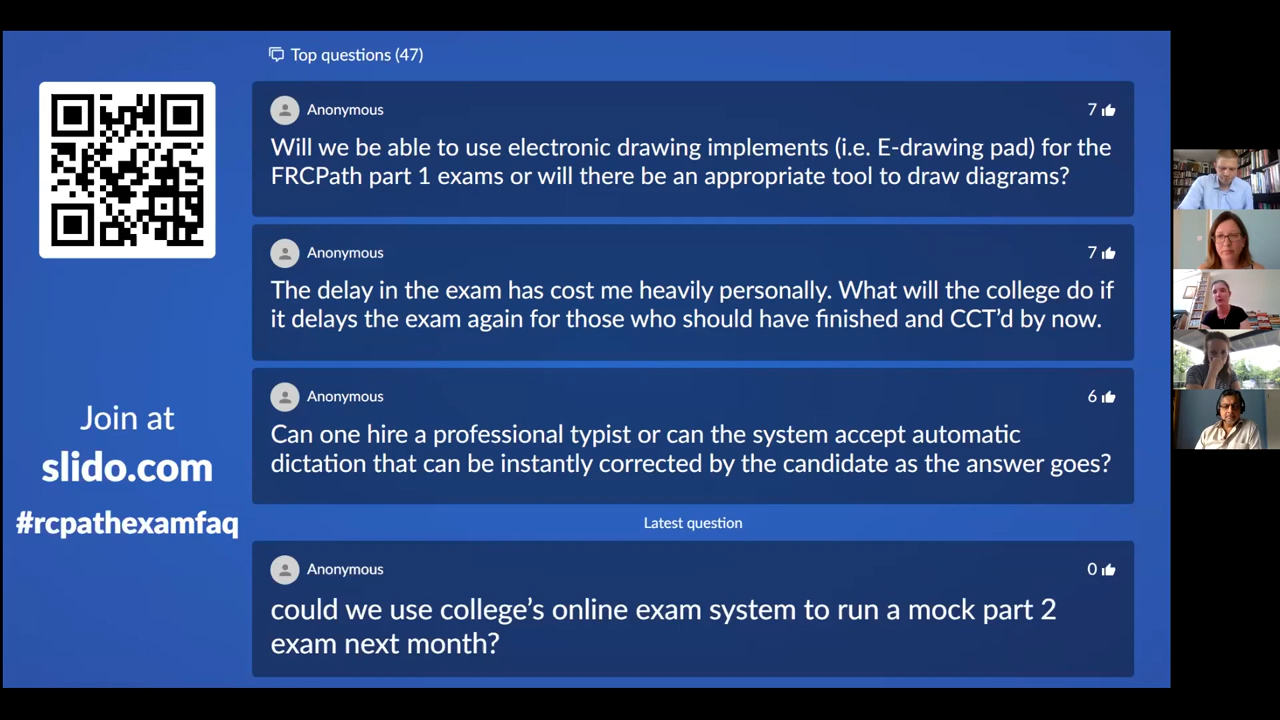 Top questions (47)
Anonymous
7
Will we be able to use electronic drawing implements (i.e. E-drawing pad) for the
FRCPath part 1 exams or will there be an appropriate tool to draw diagrams?
Anonymous
7
The delay in the exam has cost me heavily personally. What will the college do if
it delays the exam again for those who should have finished and CCT’d by now.
Anonymous
6
Can one hire a professional typist or can the system accept automatic
dictation that can be instantly corrected by the candidate as the answer goes?
Latest question
Anonymous
0
could we use college’s online exam system to run a mock part 2
exam next month?
Join at
slido.com
#rcpathexamfaq